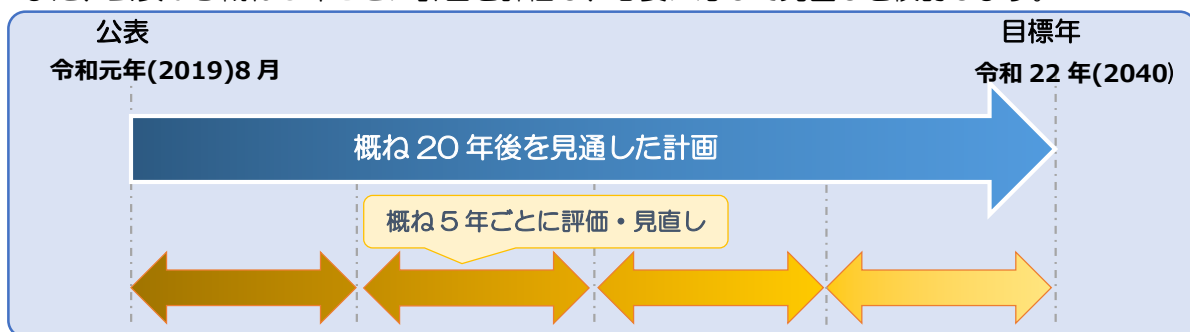 公表
令和元年(2019)8月
目標年
令和 22 年(2040)
概ね 20 年後を見通した計画
概ね 5 年ごとに評価・見直し